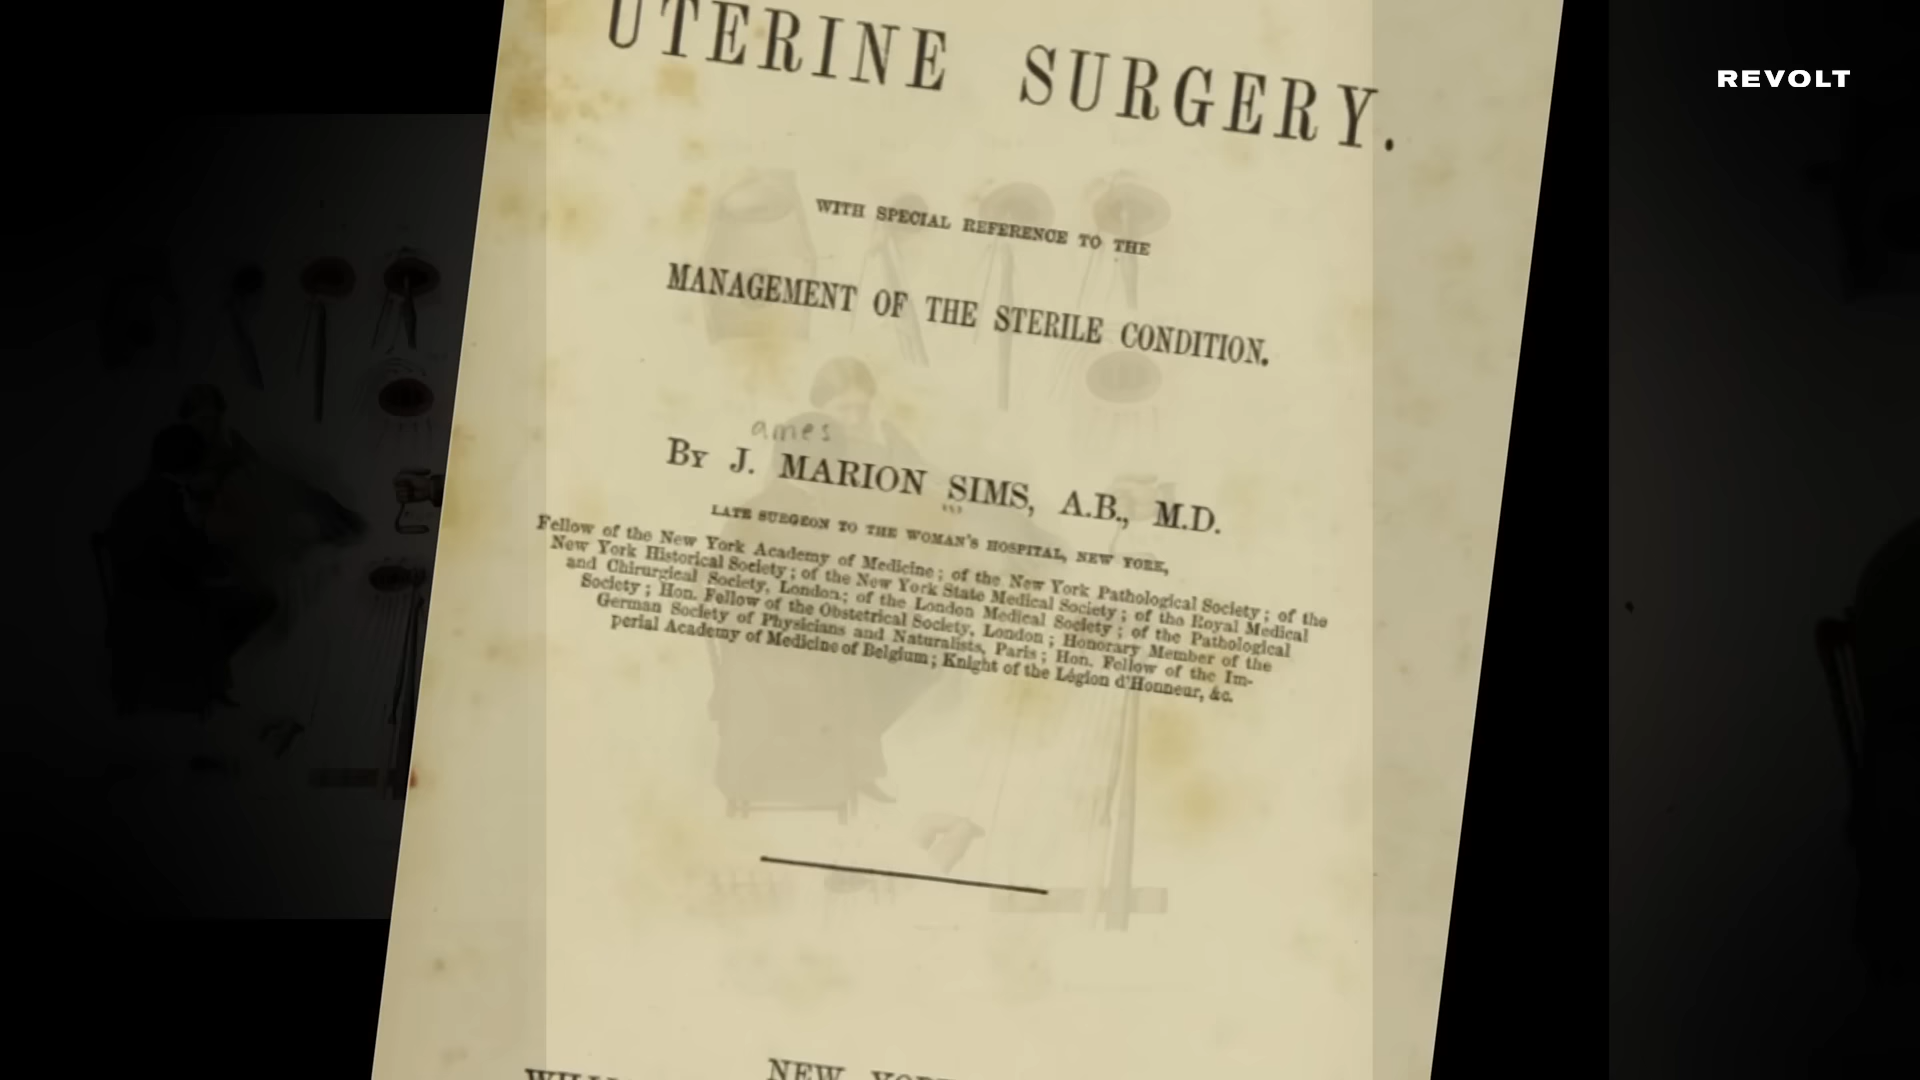 REVOLT
UTERINE SURGERY.
WITH SPECIAL REFERENCE TO THE
MANAGEMENT OF THE STERILE CONDITION.
ames
By J. MARION SIMS, A.B., M.D.
LATE SURGEON TO THE WOMAN'S HOSPITAL, NEW YORK,
Fellow of the New York Academy of Medicine; of the New York Pathological Society; of the
New York Historical Society; of the New York State Medical Society; of the Royal Medical
and Chirurgical Society, London; of the London Medical Society; of the Pathological
Society; Hon. Fellow of the Obstetrical Society, London; Honorary Member of the
German Society of Physicians and Naturalists, Paris; Hon. Fellow of the Im-
perial Academy of Medicine of Belgium; Knight of the Légion d'Honneur, &c.
NEW